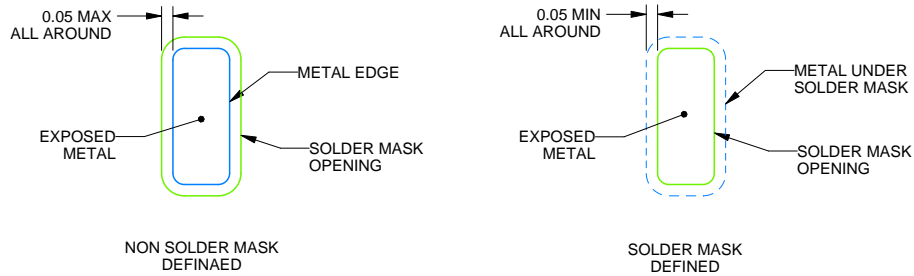 0.05 MAX
ALL AROUND
METAL EDGE
EXPOSED
METAL
SOLDER MASK
OPENING
NON SOLDER MASK
DEFINAED
0.05 MIN
ALL AROUND
METAL UNDER
SOLDER MASK
EXPOSED
METAL
SOLDER MASK
OPENING
SOLDER MASK
DEFINED